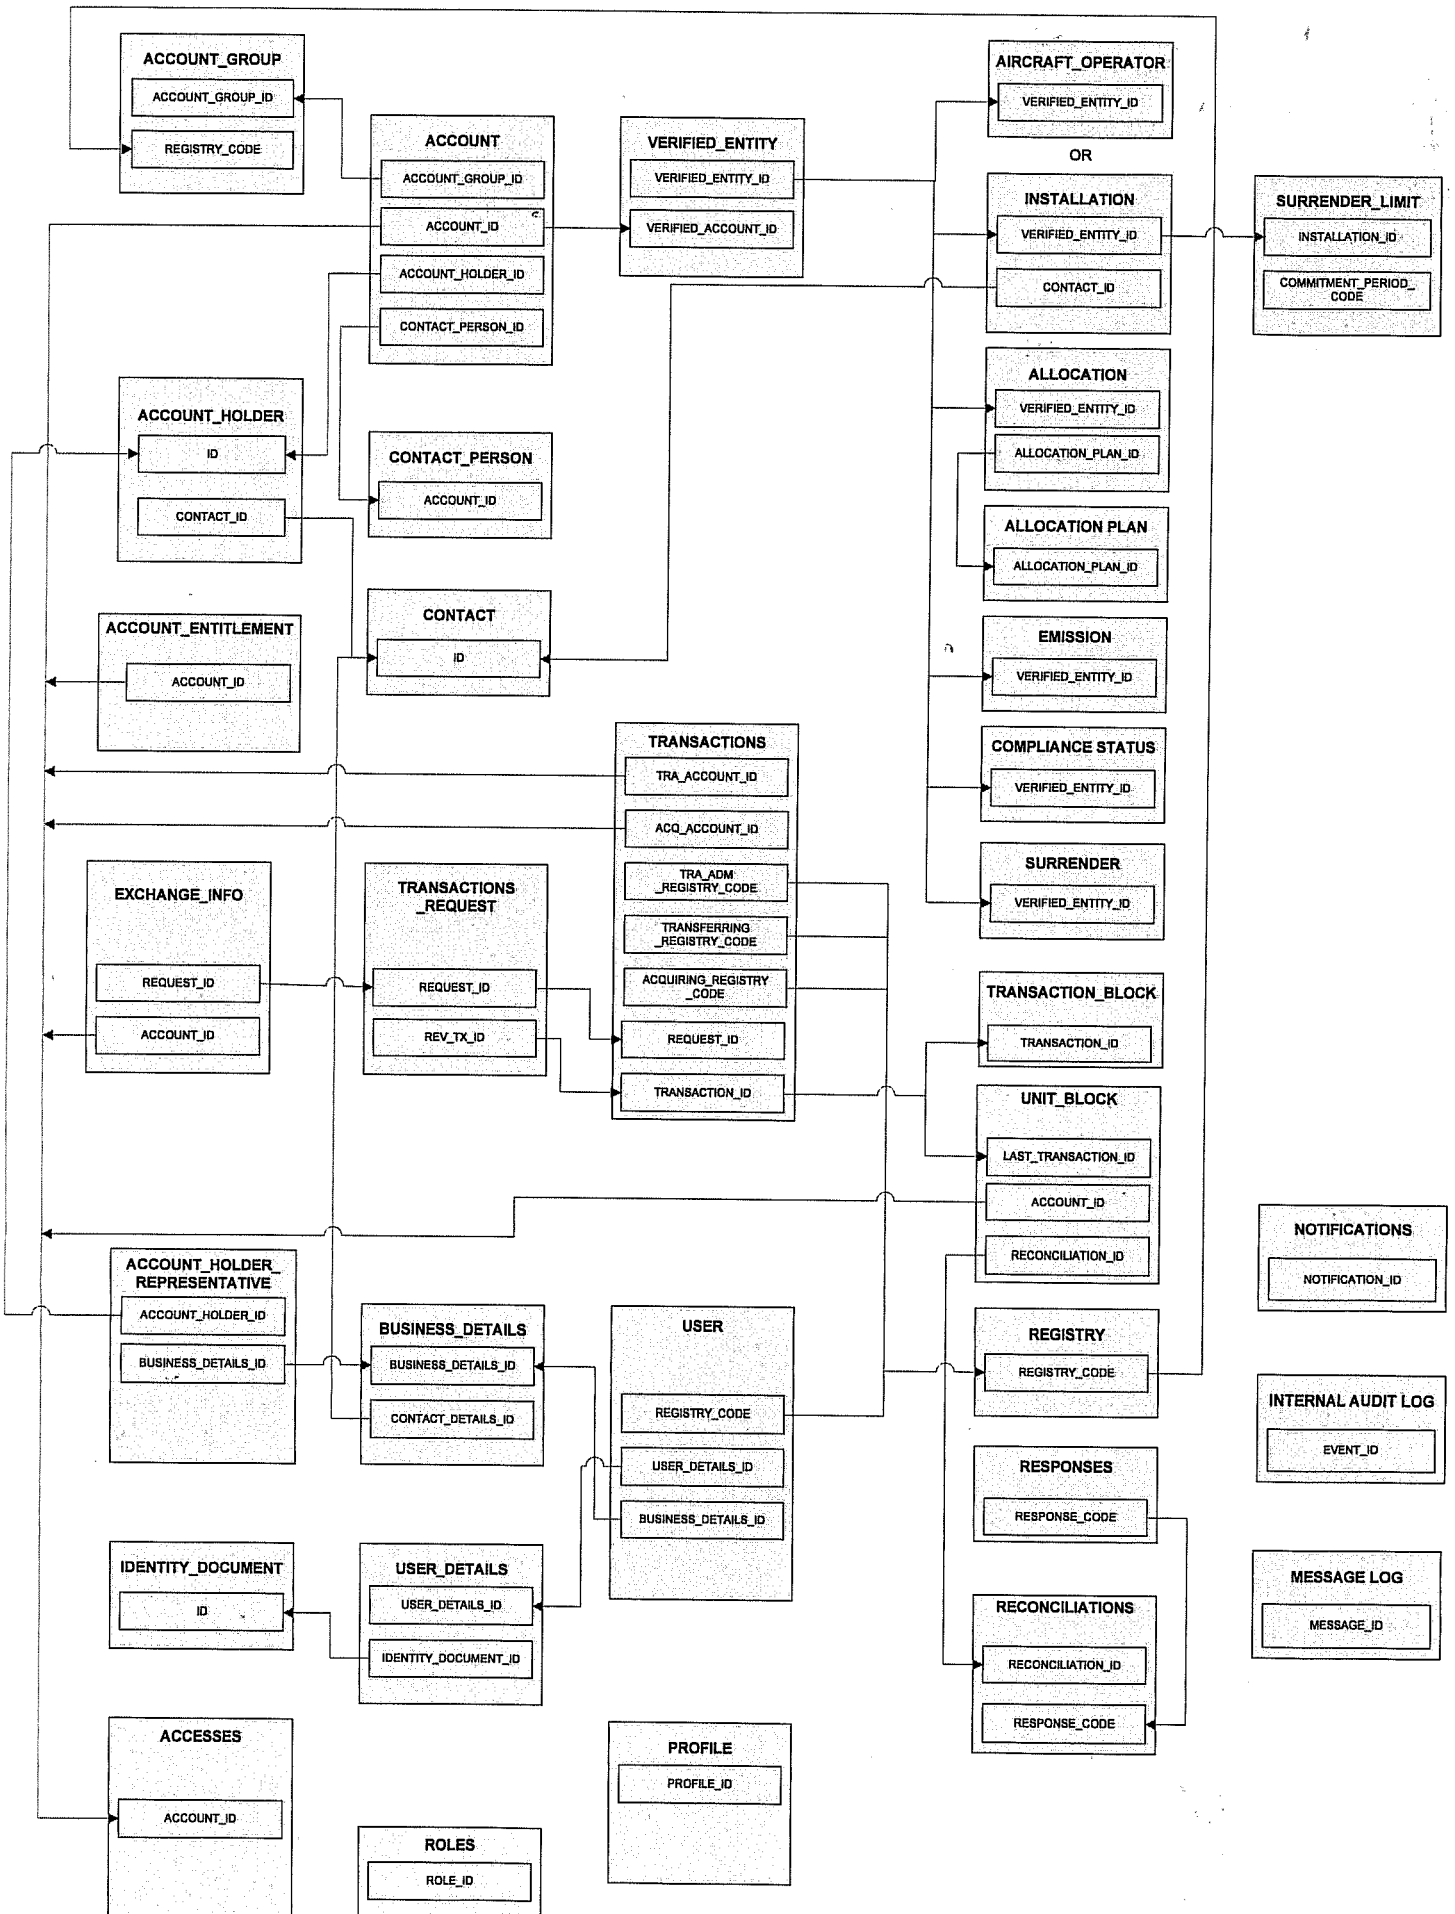 ACCOUNT_GROUP
ACCOUNT_GROUP_ID
REGISTRY_CODE
ACCOUNT
ACCOUNT_GROUP_ID
ACCOUNT_ID
ACCOUNT_HOLDER_ID
CONTACT_PERSON_ID
VERIFIED_ENTITY
VERIFIED_ENTITY_ID
VERIFIED_ACCOUNT_ID
AIRCRAFT_OPERATOR
VERIFIED_ENTITY_ID
OR
INSTALLATION
VERIFIED_ENTITY_ID
CONTACT_ID
SURRENDER_LIMIT
INSTALLATION_ID
COMMITMENT_PERIOD_
CODE
ALLOCATION
VERIFIED_ENTITY_ID
ALLOCATION_PLAN_ID
ACCOUNT_HOLDER
ID
CONTACT_ID
CONTACT_PERSON
ACCOUNT_ID
ALLOCATION PLAN
ALLOCATION_PLAN_ID
ACCOUNT_ENTITLEMENT
ACCOUNT_ID
CONTACT
ID
EMISSION
VERIFIED_ENTITY_ID
COMPLIANCE STATUS
VERIFIED_ENTITY_ID
SURRENDER
VERIFIED_ENTITY_ID
TRANSACTIONS
TRA_ACCOUNT_ID
ACQ_ACCOUNT_ID
TRA_ADM
_REGISTRY_CODE
TRANSFERRING
_REGISTRY_CODE
ACQUIRING_REGISTRY
_CODE
REQUEST_ID
TRANSACTION_ID
EXCHANGE_INFO
REQUEST_ID
ACCOUNT_ID
TRANSACTIONS
_REQUEST
REQUEST_ID
REV_TX_ID
TRANSACTION_BLOCK
TRANSACTION_ID
UNIT_BLOCK
LAST_TRANSACTION_ID
ACCOUNT_ID
RECONCILIATION_ID
NOTIFICATIONS
NOTIFICATION_ID
ACCOUNT_HOLDER_
REPRESENTATIVE
ACCOUNT_HOLDER_ID
BUSINESS_DETAILS_ID
BUSINESS_DETAILS
BUSINESS_DETAILS_ID
CONTACT_DETAILS_ID
USER
REGISTRY_CODE
USER_DETAILS_ID
BUSINESS_DETAILS_ID
REGISTRY
REGISTRY_CODE
INTERNAL AUDIT LOG
EVENT_ID
RESPONSES
RESPONSE_CODE
IDENTITY_DOCUMENT
ID
USER_DETAILS
USER_DETAILS_ID
IDENTITY_DOCUMENT_ID
RECONCILIATIONS
RECONCILIATION_ID
RESPONSE_CODE
MESSAGE LOG
MESSAGE_ID
ACCESSES
ACCOUNT_ID
PROFILE
PROFILE_ID
ROLES
ROLE_ID